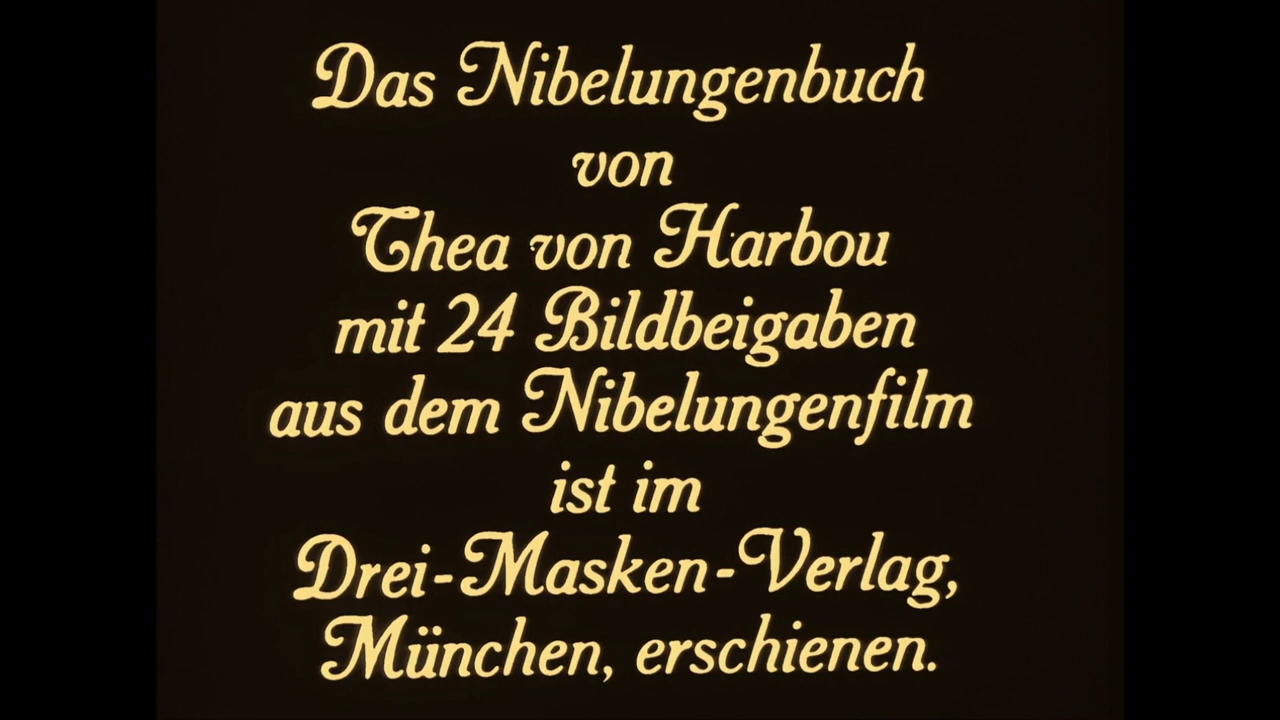 Das Nibelungenbuch
von
Thea von Harbou
mit 24 Bildbeigaben
aus dem Nibelungenfilm
ist im
Drei-Masken-Verlag,
München, erschienen.